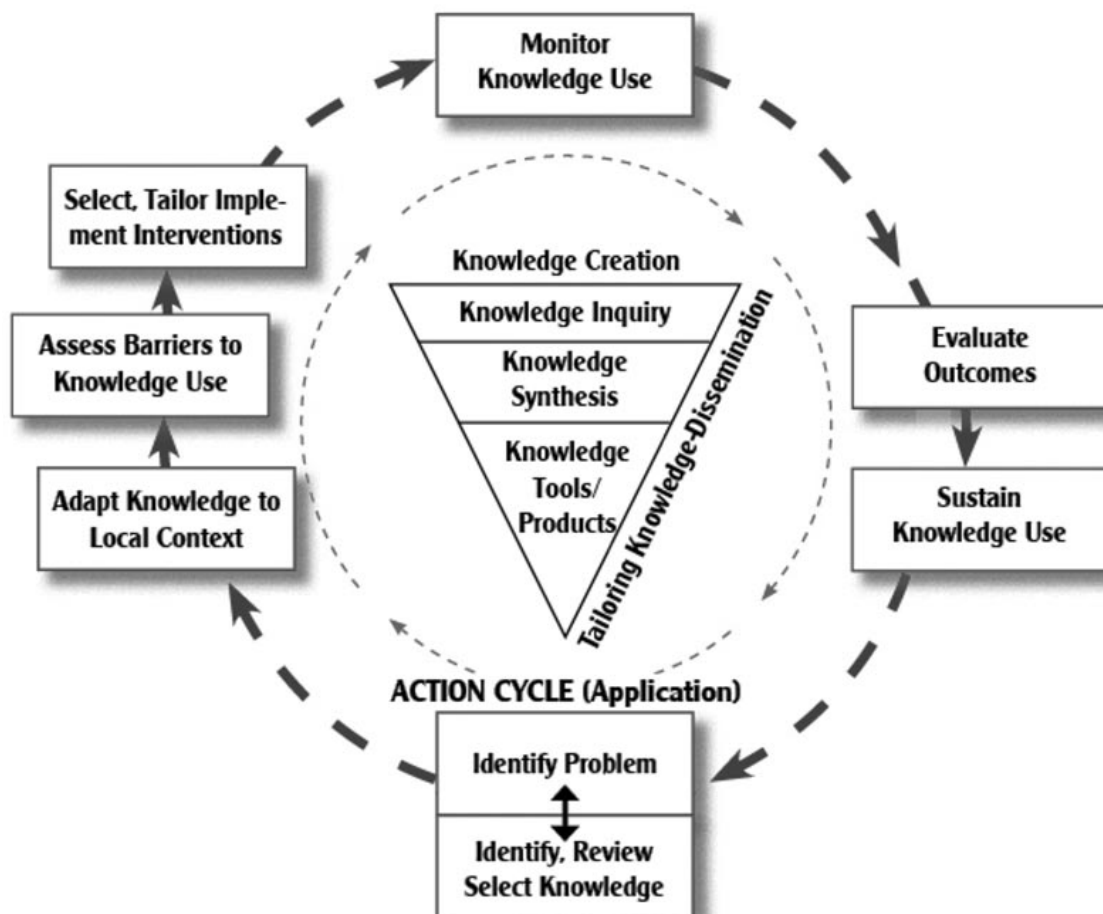 Monitor
Knowledge Use
Select, Tailor Imple-
ment Interventions
Knowledge Creation
Knowledge Inquiry
Assess Barriers to
Knowledge Use
Knowledge
Synthesis
Tailoring Knowledge-Dissemination
Evaluate
Outcomes
Adapt Knowledge to
Local Context
Knowledge
Tools/
Products
Sustain
Knowledge Use
ACTION CYCLE (Application)
Identify Problem
Identify, Review
Select Knowledge